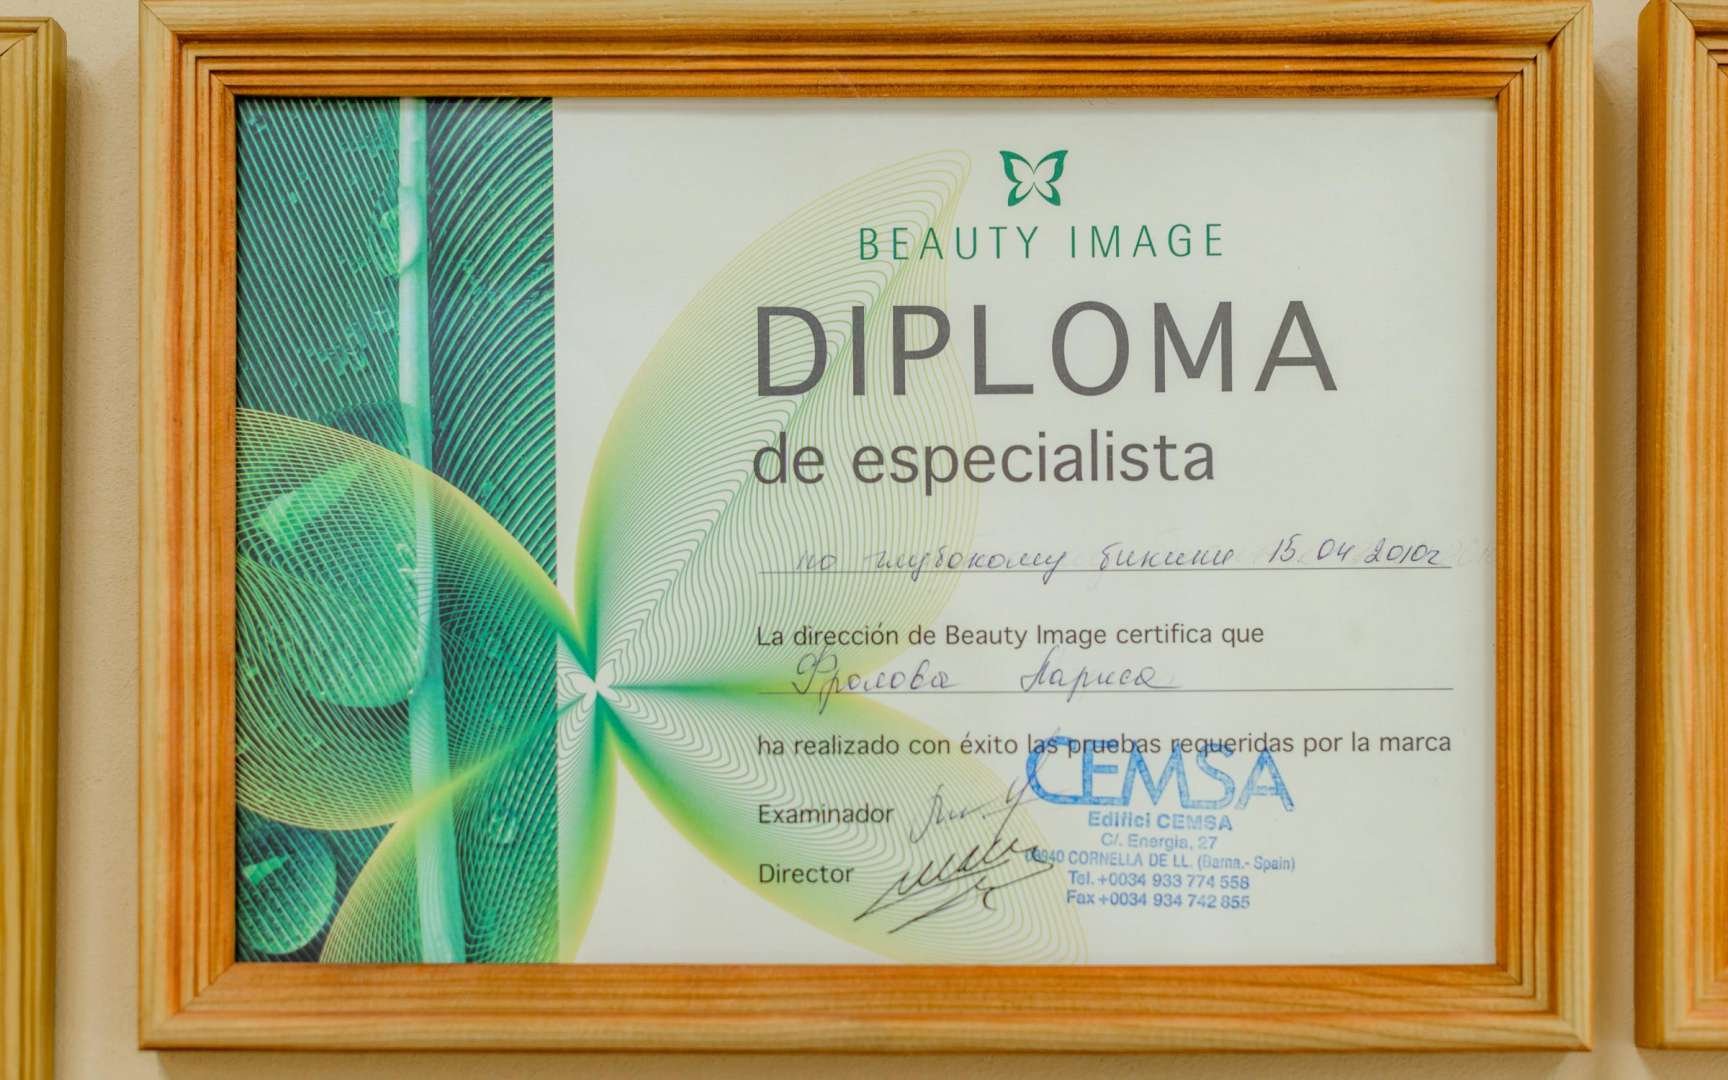 BEAUTY IMAGE
DIPLOMA
de especialista
по глубокому бикини 15.04 2010г
La dirección de Beauty Image certifica que
Фролова Лариса
ha realizado con éxito las pruebas requeridas por la marca
CEMSA
Examinador
Edifici CEMSA
C/. Energia, 27
08940 CORNELLA DE LL. (Barna.- Spain)
Director
Tel. +0034 933 774 558
Fax +0034 934 742 855